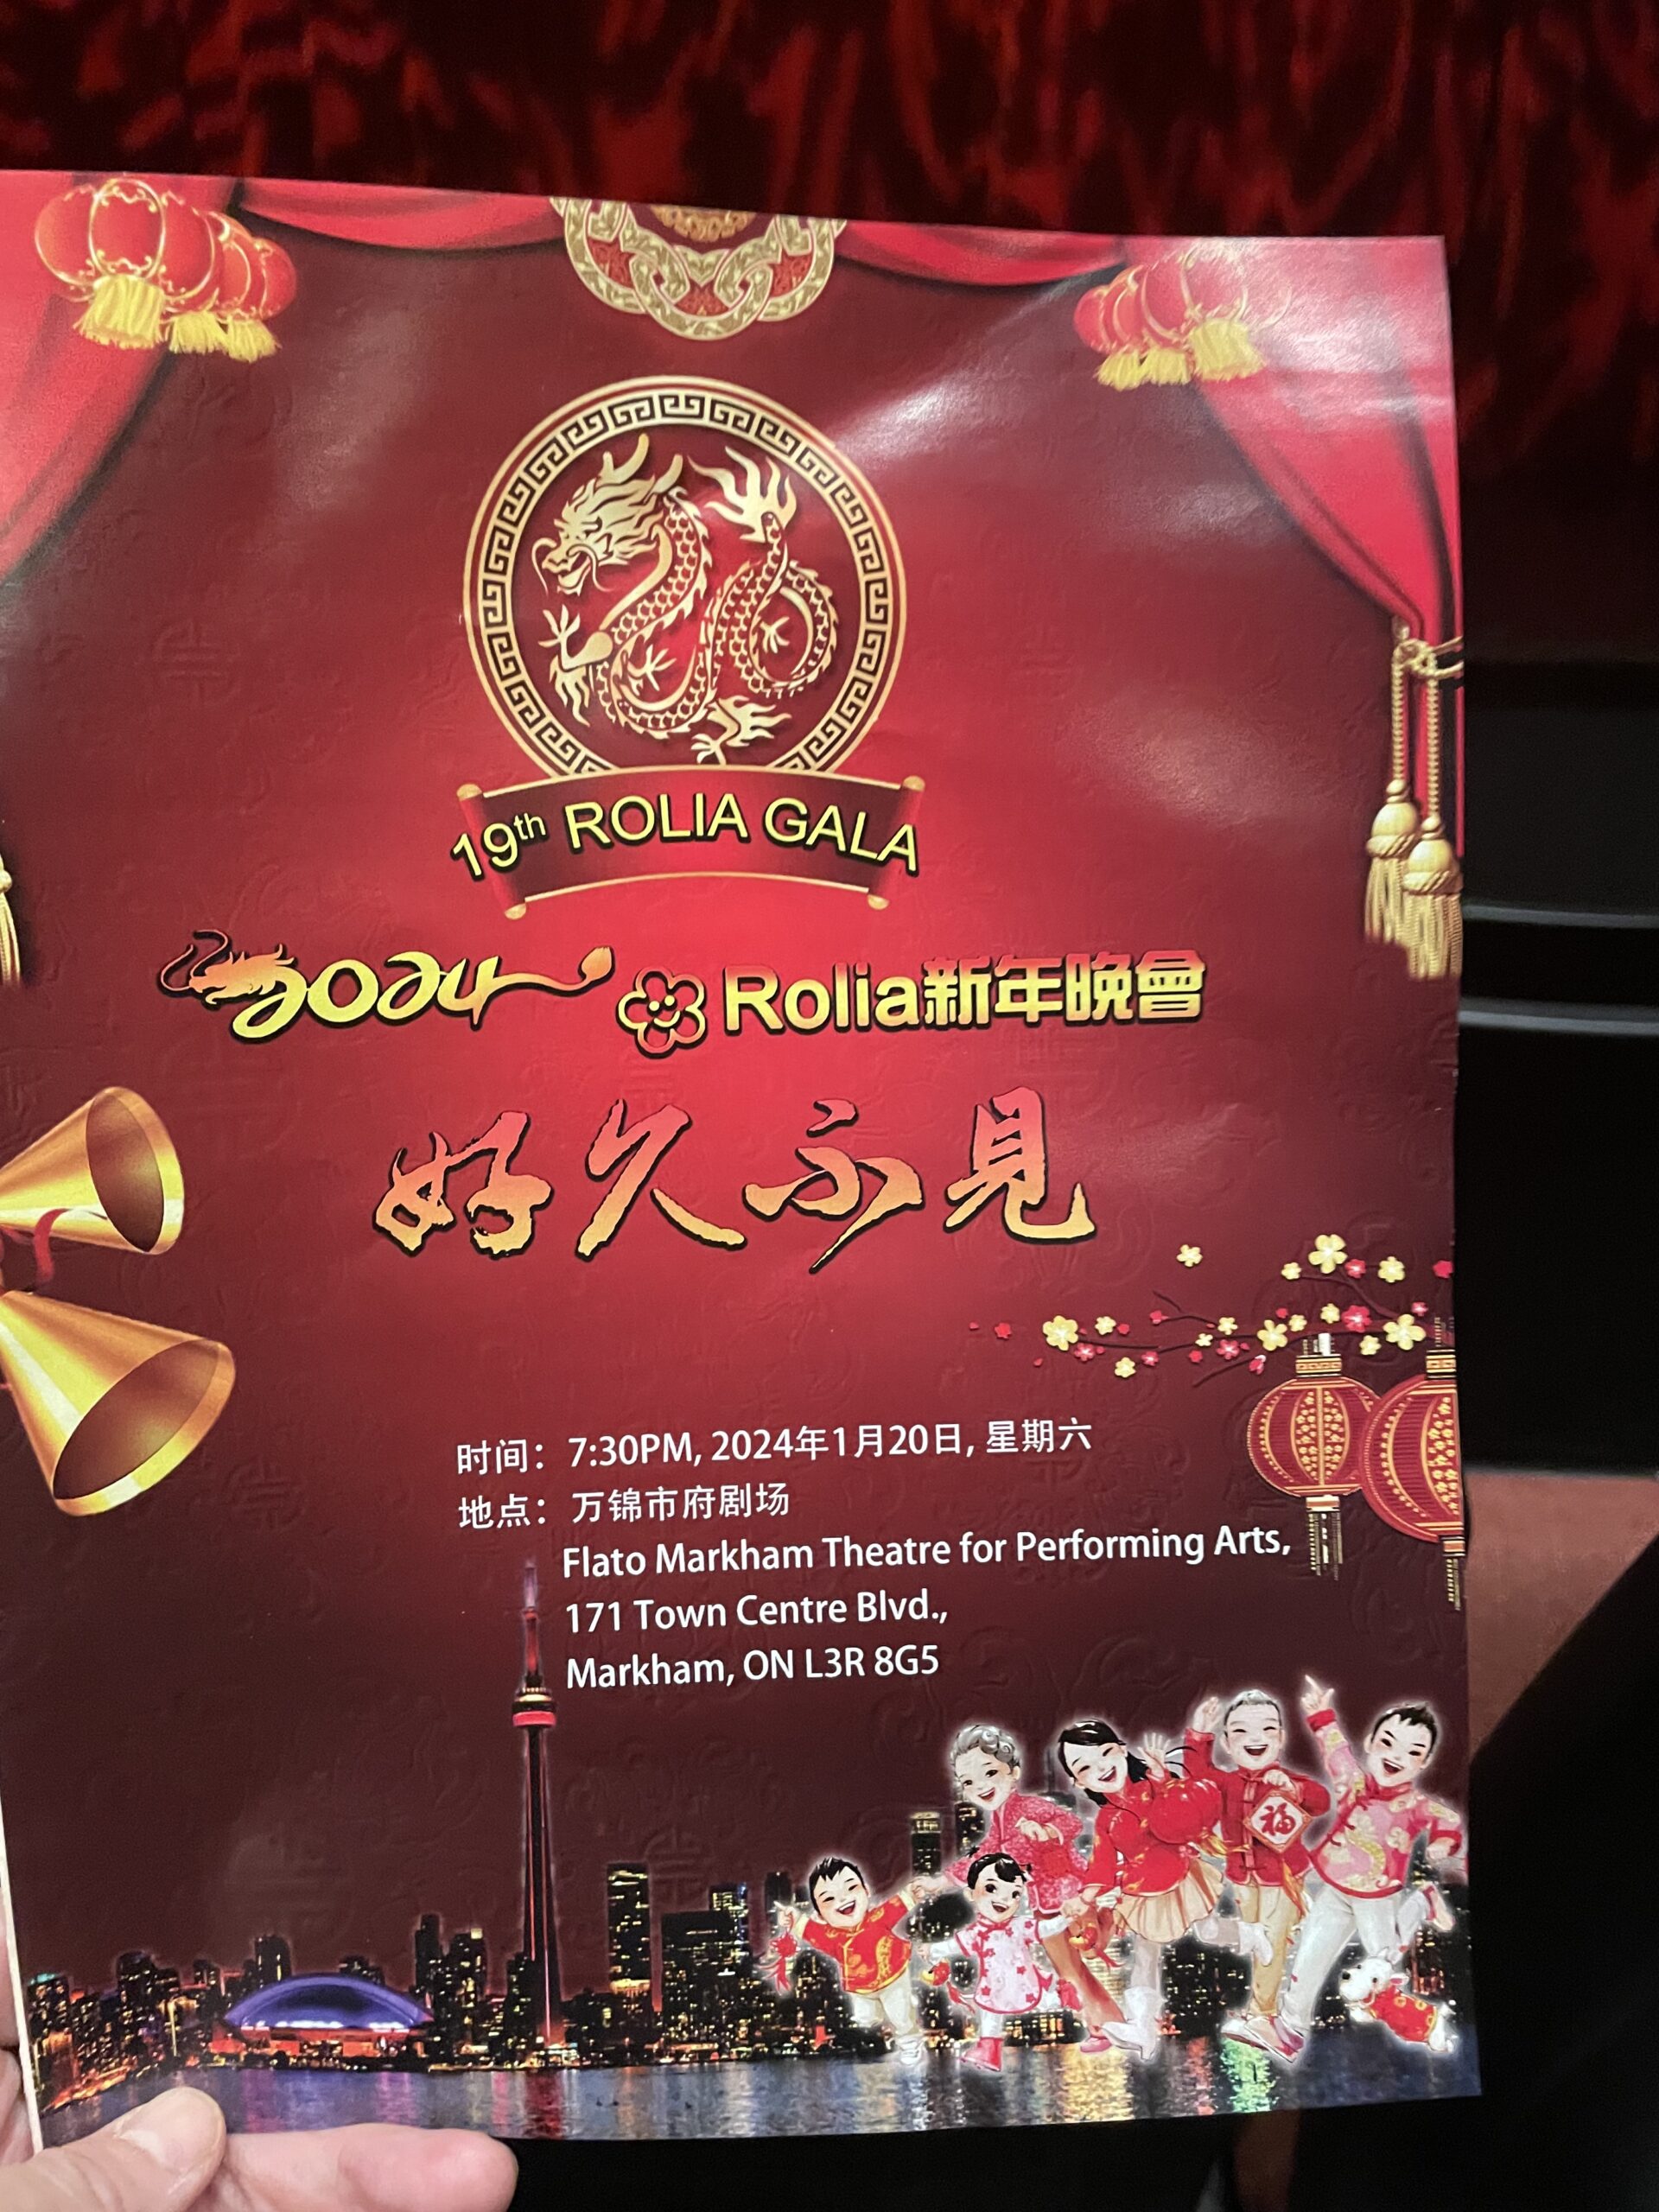 19th ROLIA GALA
2024 Rolia新年晚會
好久不見
时间：7:30PM, 2024年1月20日, 星期六
地点：万锦市府剧场
Flato Markham Theatre for Performing Arts,
171 Town Centre Blvd.,
Markham, ON L3R 8G5
福